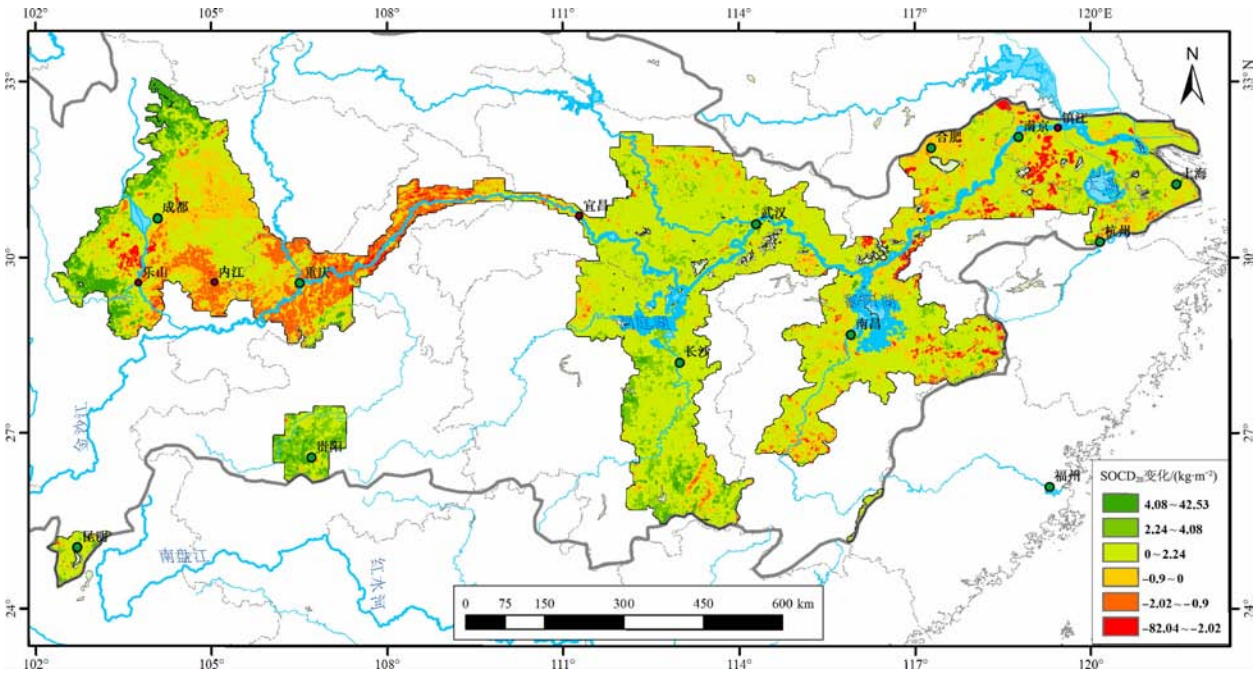 102° 105° 108° 111° 114° 117° 120°E
33° 33°N
N
合肥 南京 镇江
上海
成都
宜昌 武汉
杭州
30° 30°
乐山 内江 重庆
南昌
长沙
27° 27°
金沙江
贵阳
福州
昆明
南盘江
红水河
24° 24°
SOCD₂₀变化/(kg·m⁻²)
4.08~42.53
2.24~4.08
0~2.24
-0.9~0
-2.02~-0.9
-82.04~-2.02
0 75 150 300 450 600 km
102° 105° 108° 111° 114° 117° 120°